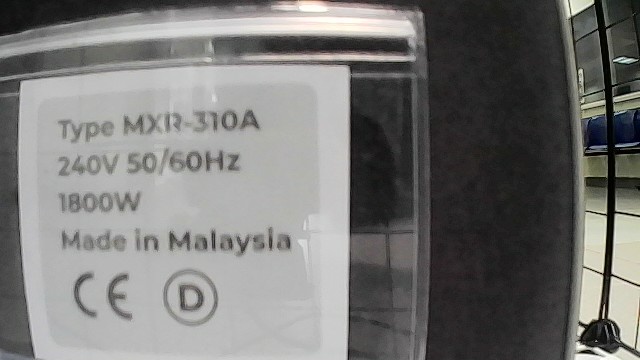 Type MXR-310A
240V 50/60Hz
1800W
Made in Malaysia
CE D